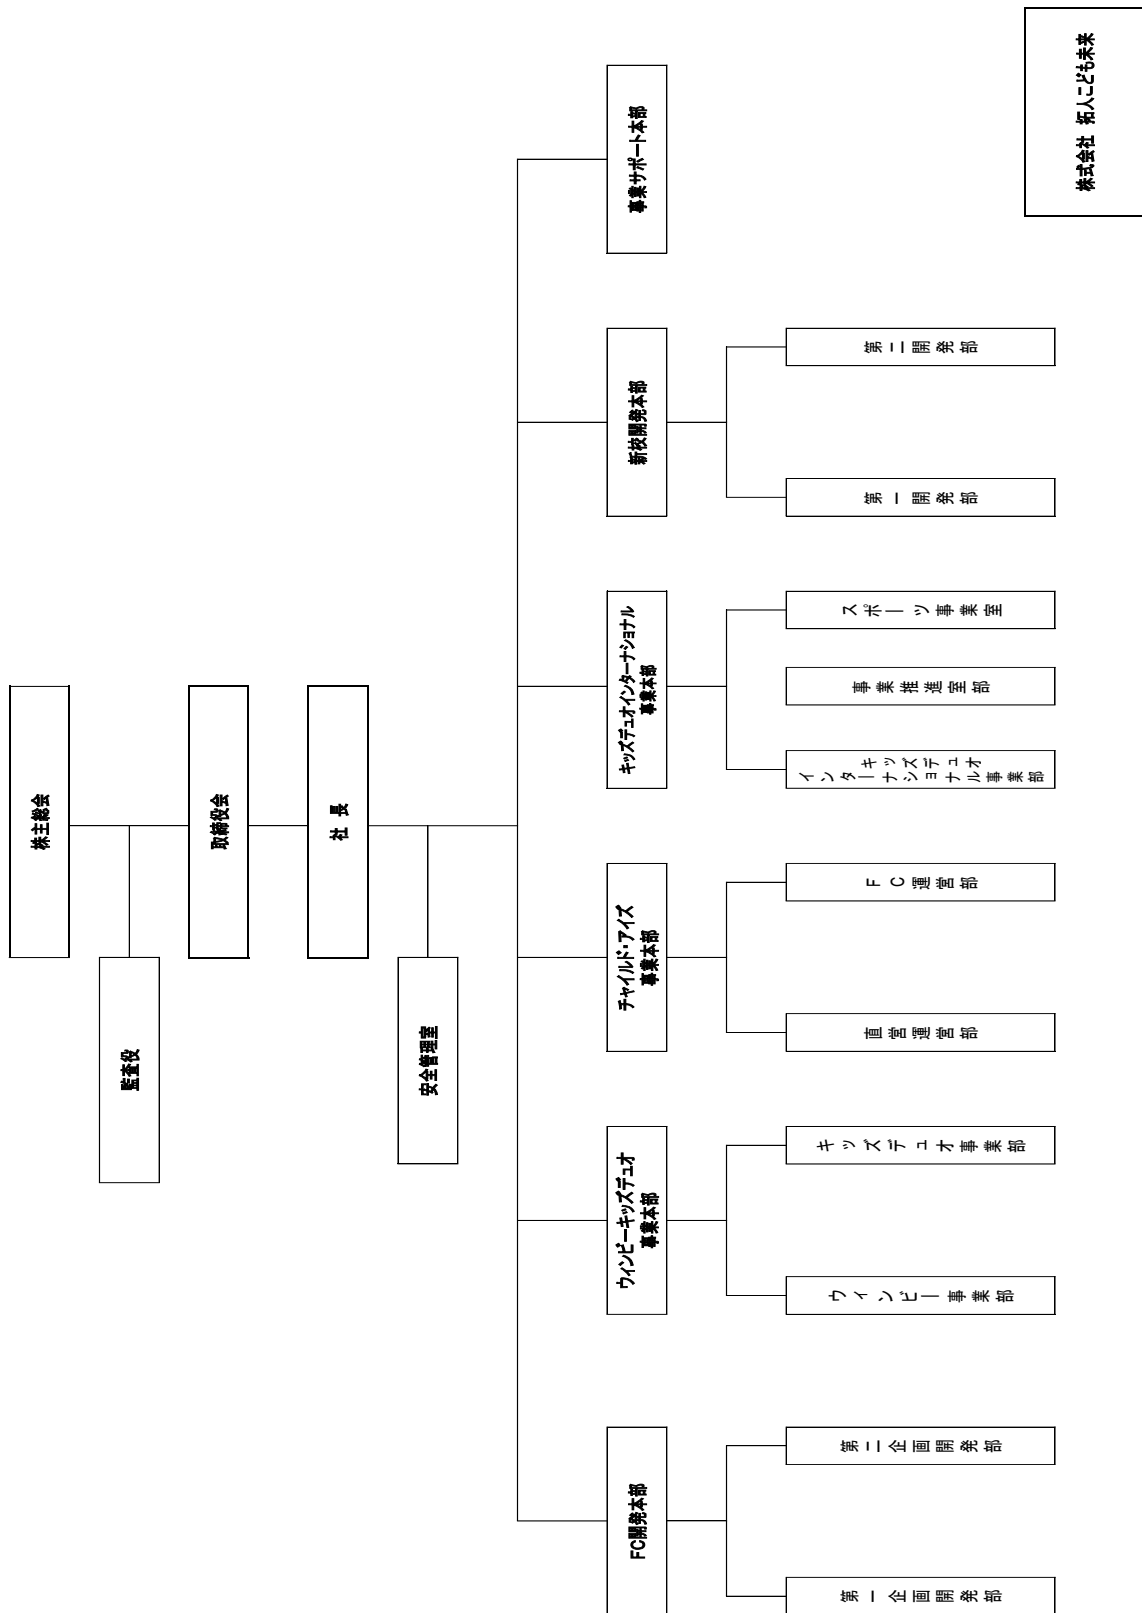 株式会社 拓人こども未来
株主総会
監査役
取締役会
社 長
安全管理室
FC開発本部
ウィンビーキッズデュオ
事業本部
チャイルド・アイズ
事業本部
キッズデュオインターナショナル
事業本部
新校開発本部
事業サポート本部
第一企画開発部
第二企画開発部
ウィンビー事業部
キッズデュオ事業部
直営運営部
FC運営部
キッズデュオ
インターナショナル事業部
事業推進室部
スポーツ事業室
第一開発部
第二開発部